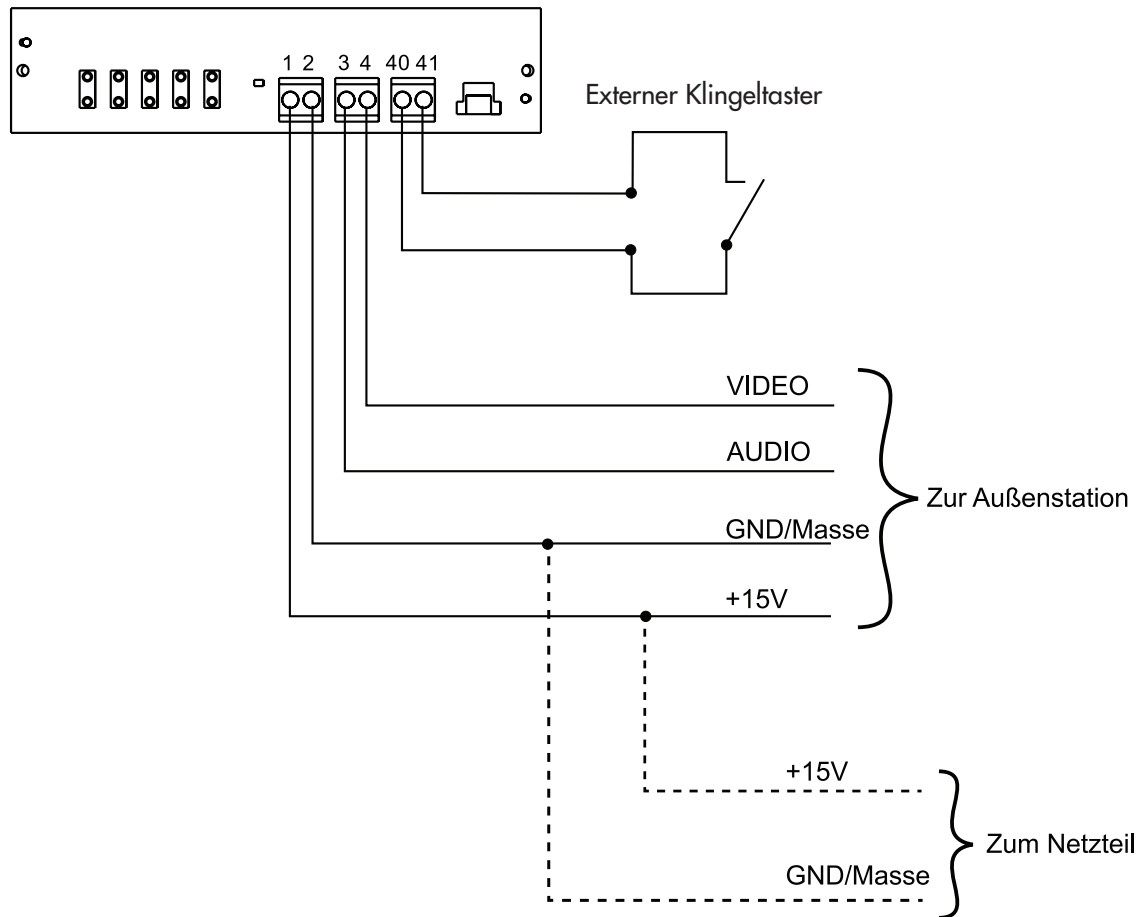 1 2 3 4 40 41
Externer Klingeltaster
VIDEO
AUDIO
Zur Außenstation
GND/Masse
+15V
+15V
Zum Netzteil
GND/Masse